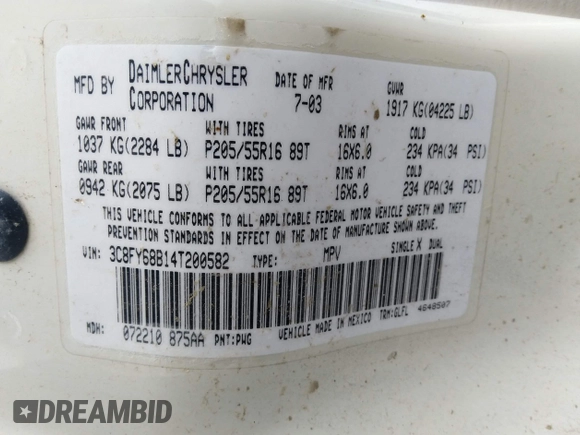 MFD BY DAIMLERCHRYSLER CORPORATION DATE OF MFR 7-03 GVWR 1917 KG(04225 LB)
GAWR FRONT WITH TIRES RIMS AT COLD
1037 KG(2284 LB) P205/55R16 89T 16X6.0 234 KPA(34 PSI)
GAWR REAR WITH TIRES RIMS AT COLD
0942 KG(2075 LB) P205/55R16 89T 16X6.0 234 KPA(34 PSI)
THIS VEHICLE CONFORMS TO ALL APPLICABLE FEDERAL MOTOR VEHICLE SAFETY AND THEFT
PREVENTION STANDARDS IN EFFECT ON THE DATE OF MANUFACTURE SHOWN ABOVE.
VIN: 3C8FY68B14T200582 TYPE: MPV SINGLE X DUAL
MDH: 072210 875AA PNT:PWG VEHICLE MADE IN MEXICO TRM:GLFL 4648507
DREAMBID